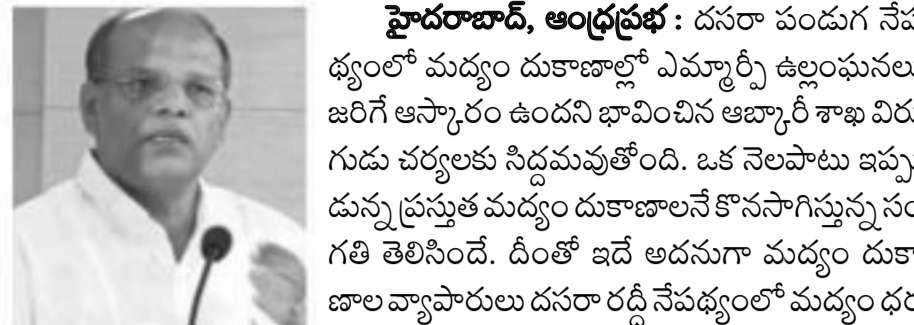 హైదరాబాద్, ఆంధ్రప్రభ : దసరా పండుగ నేప
థ్యంలో మద్యం దుకాణాల్లో ఎమ్మార్పీ ఉల్లంఘనలు
జరిగే ఆస్కారం ఉందని భావించిన ఆబ్కారీ శాఖ విరు
గుడు చర్యలకు సిద్దమవుతోంది. ఒక నెలపాటు ఇప్పు
డున్న ప్రస్తుత మద్యం దుకాణాలనే కొనసాగిస్తున్న సం
గతి తెలిసిందే. దీంతో ఇదే అదనుగా మద్యం దుకా
ణాల వ్యాపారులు దసరా రద్దీ నేపథ్యంలో మద్యం ధర